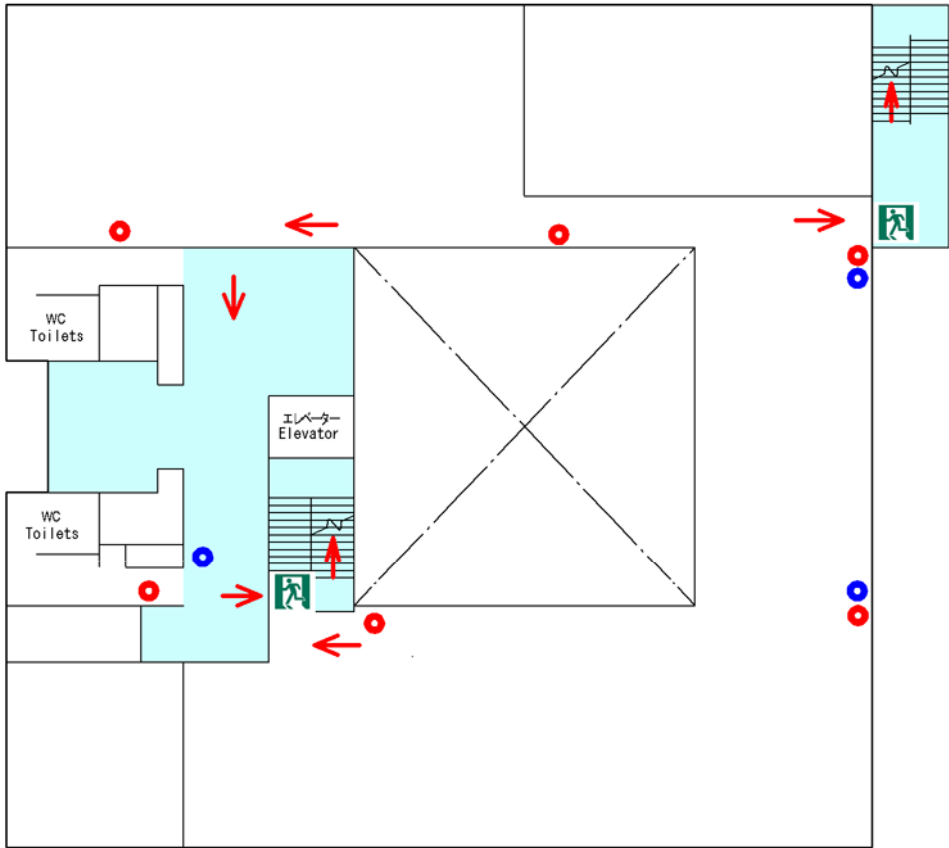 WC
Toilets
エレベーター
Elevator
WC
Toilets